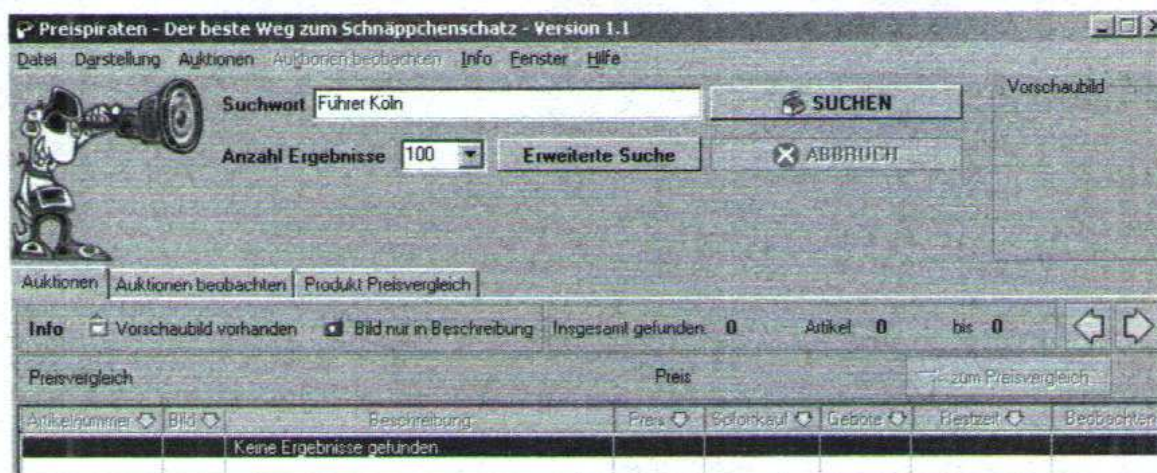 Preispiraten - Der beste Weg zum Schnäppchenschatz - Version 1.1
Datei Darstellung Auktionen Auktionen beobachten Info Fenster Hilfe
Suchwort Führer Köln SUCHEN Vorschaubild
Anzahl Ergebnisse 100 Erweiterte Suche ABBRUCH
Auktionen Auktionen beobachten Produkt Preisvergleich
Info Vorschaubild vorhanden Bild nur in Beschreibung Insgesamt gefunden 0 Artikel 0 bis 0
Preisvergleich Preis zum Preisvergleich
Artikelnummer Bild Beschreibung Preis Sofortkauf Gebote Restzeit Beobachten
Keine Ergebnisse gefunden